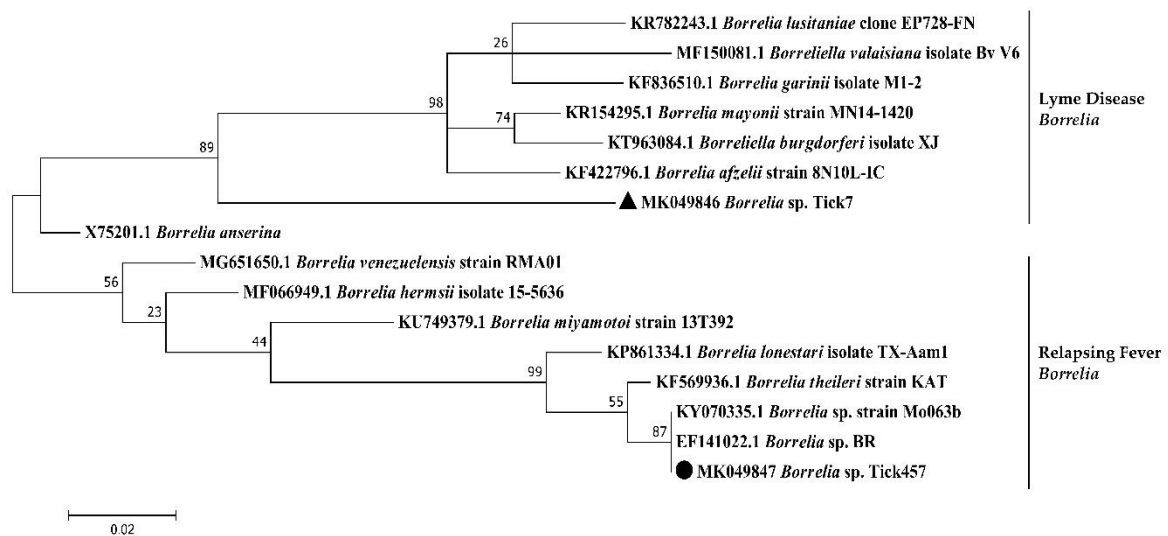 KR782243.1 Borrelia lusitaniae clone EP728-FN
26
MF150081.1 Borreliella valaisiana isolate Bv V6
KF836510.1 Borrelia garinii isolate M1-2
Lyme Disease
Borrelia
98
KR154295.1 Borrelia mayonii strain MN14-1420
74
KT963084.1 Borreliella burgdorferi isolate XJ
89
KF422796.1 Borrelia afzelii strain 8N10L-IC
MK049846 Borrelia sp. Tick7
X75201.1 Borrelia anserina
MG651650.1 Borrelia venezuelensis strain RMA01
56
MF066949.1 Borrelia hermsii isolate 15-5636
23
KU749379.1 Borrelia miyamotoi strain 13T392
44
KP861334.1 Borrelia lonestari isolate TX-Aam1
Relapsing Fever
Borrelia
99
KF569936.1 Borrelia theileri strain KAT
55
KY070335.1 Borrelia sp. strain Mo063b
87
EF141022.1 Borrelia sp. BR
MK049847 Borrelia sp. Tick457
0.02